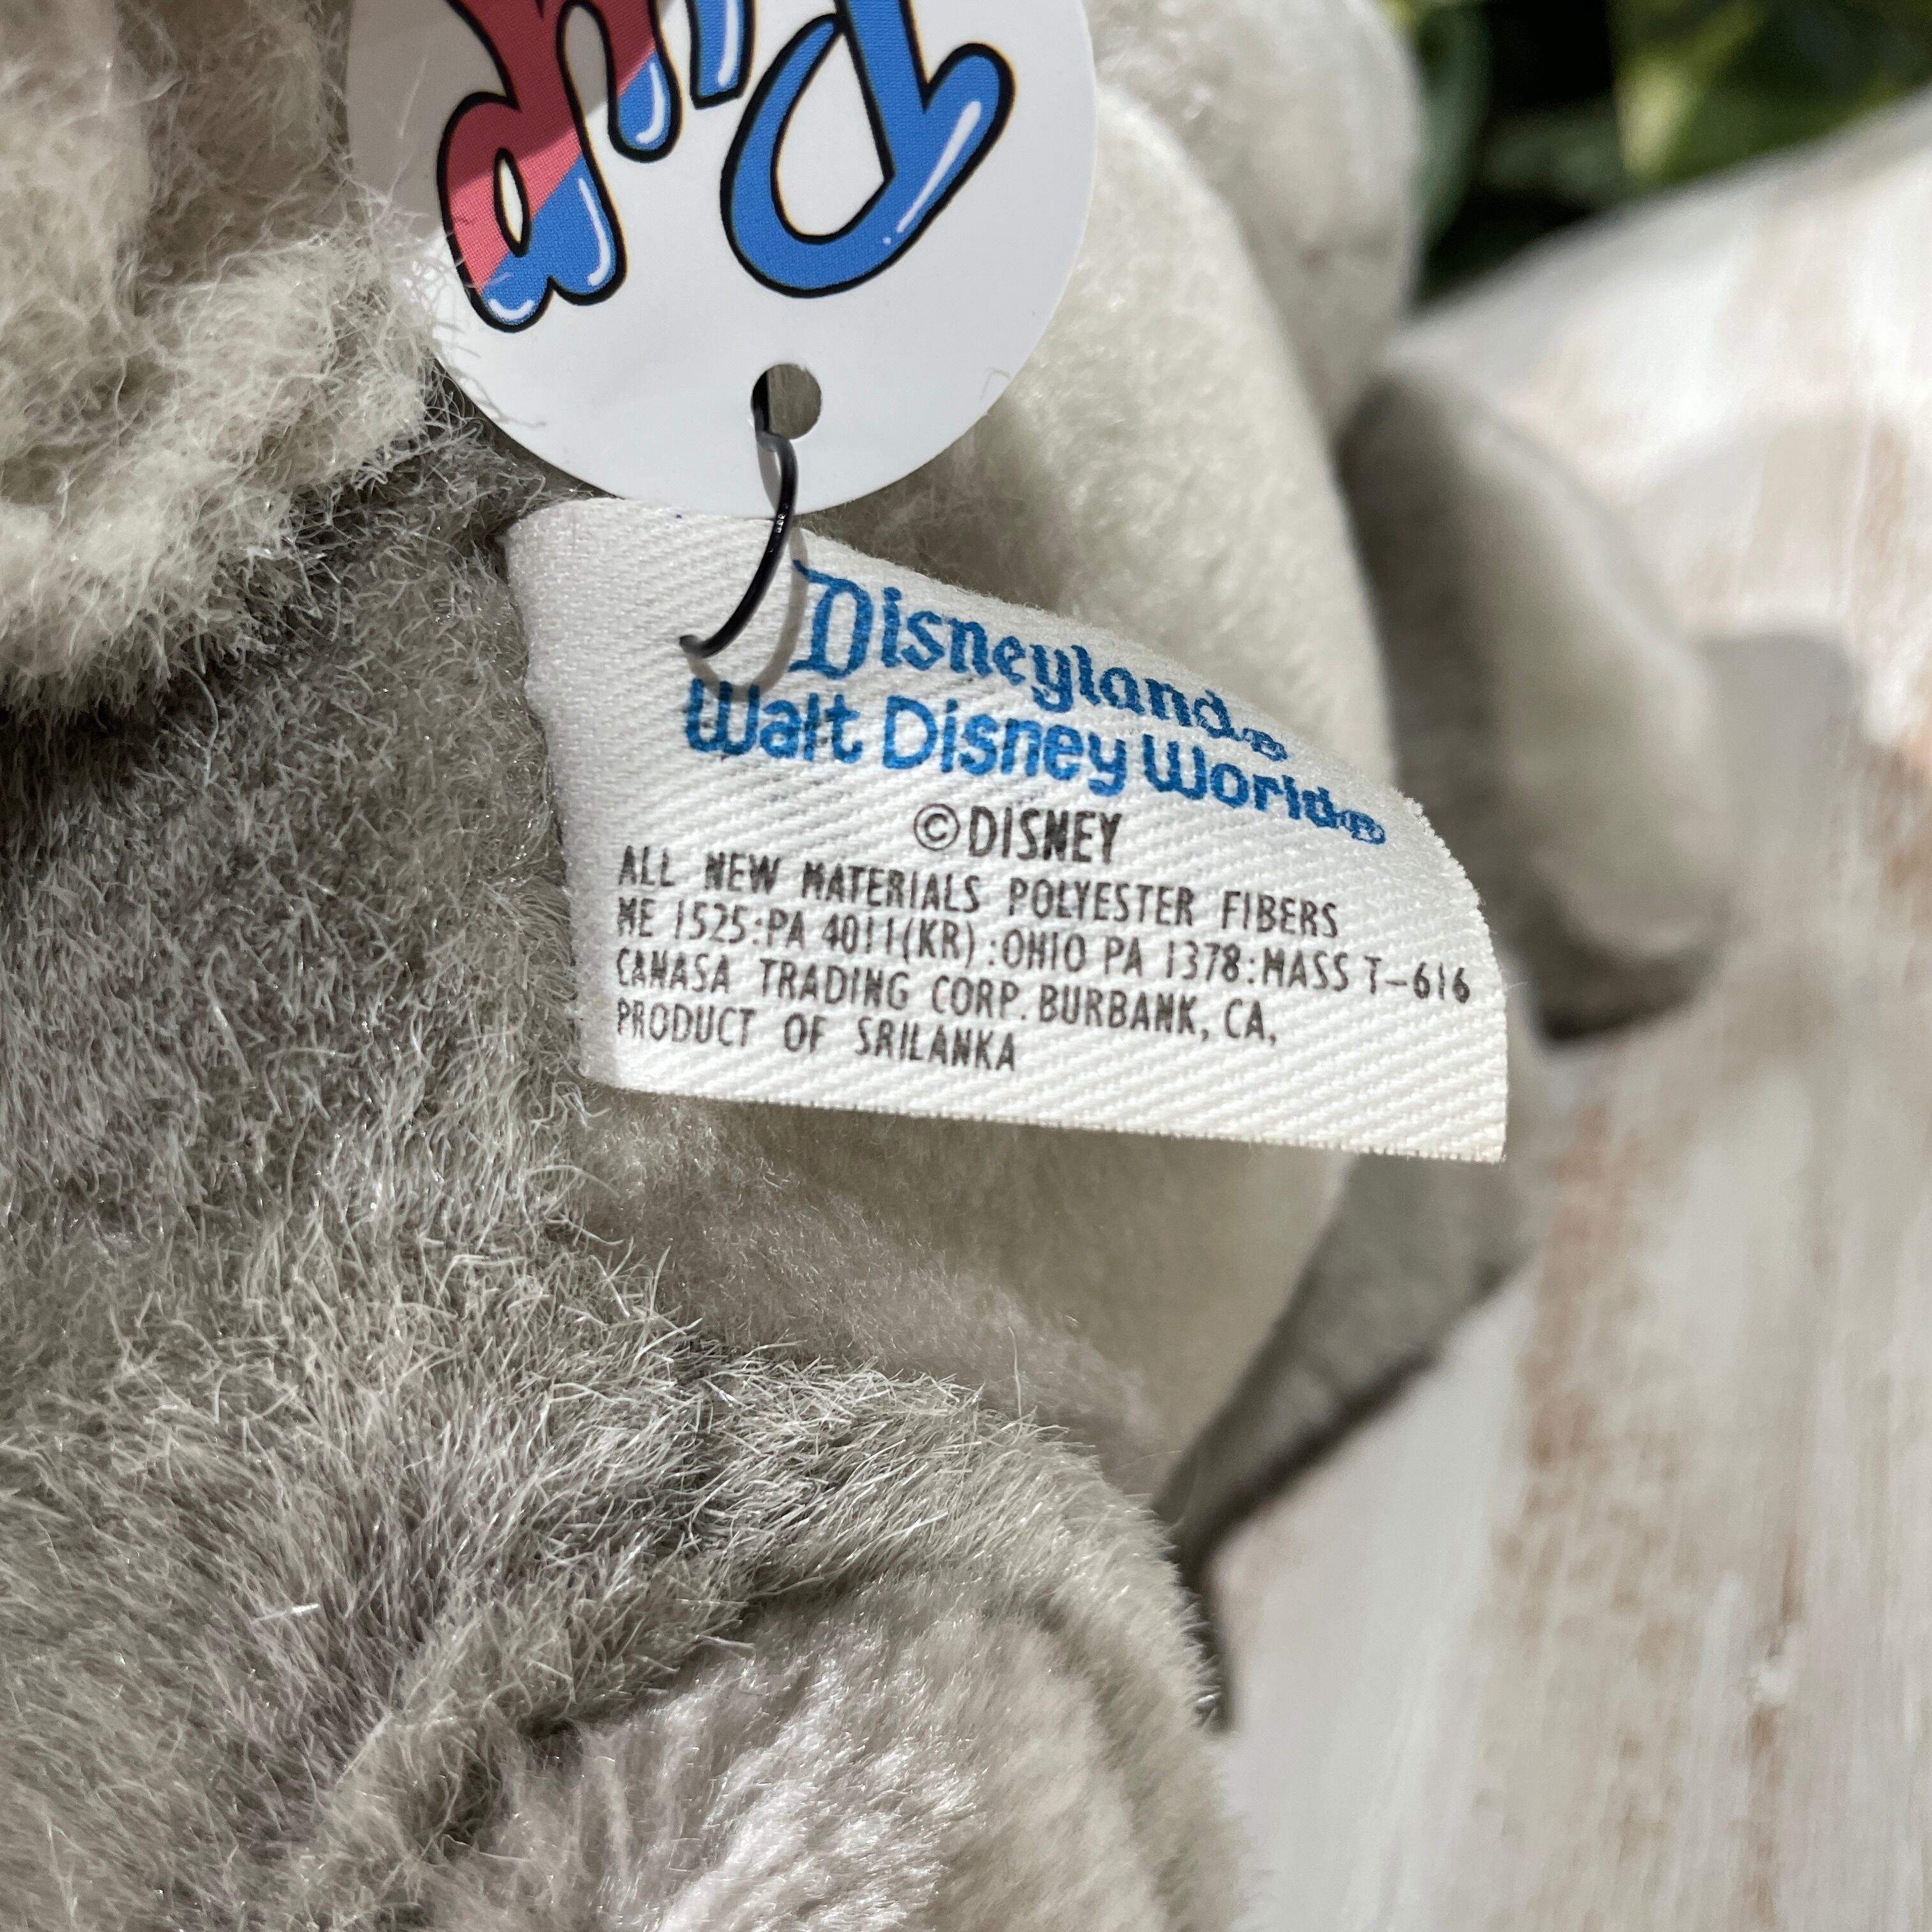 Disneyland®
Walt Disney World®
©DISNEY
ALL NEW MATERIALS POLYESTER FIBERS
ME 1525:PA 4011(KR) :OHIO PA 1378:MASS T-616
CANASA TRADING CORP. BURBANK, CA,
PRODUCT OF SRILANKA